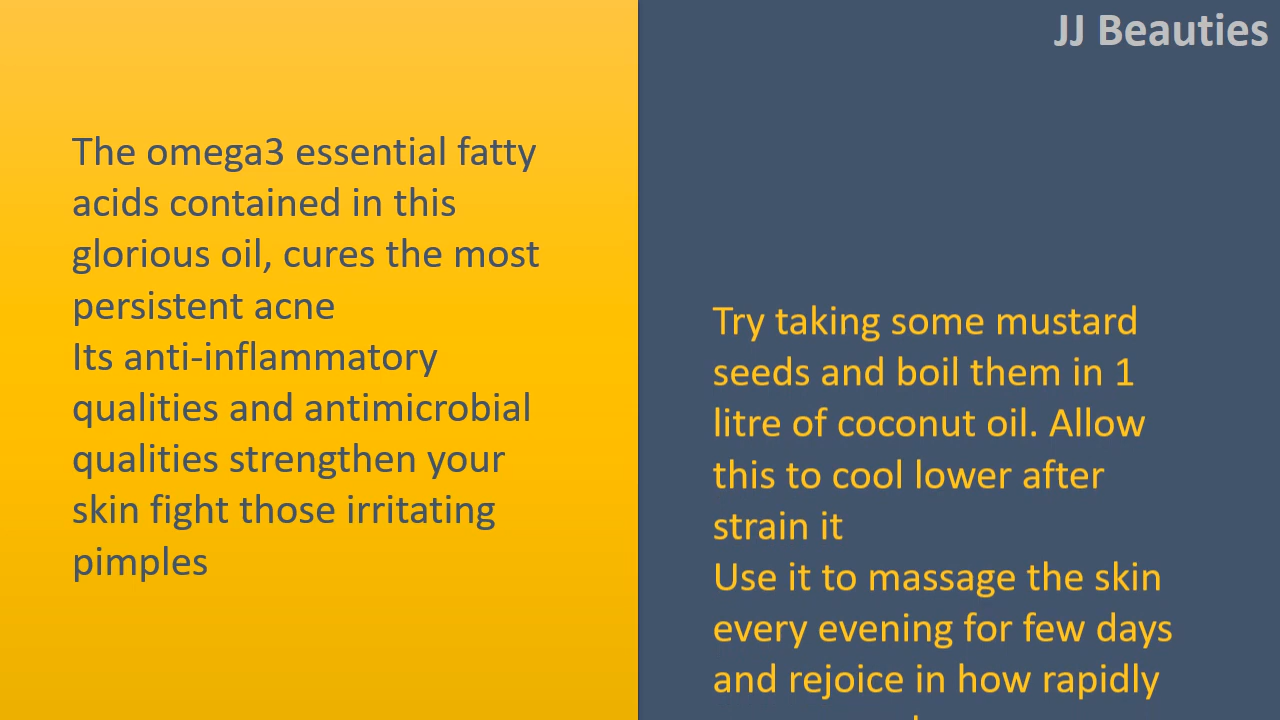 JJ Beauties
The omega3 essential fatty
acids contained in this
glorious oil, cures the most
persistent acne
Its anti-inflammatory
qualities and antimicrobial
qualities strengthen your
skin fight those irritating
pimples
Try taking some mustard
seeds and boil them in 1
litre of coconut oil. Allow
this to cool lower after
strain it
Use it to massage the skin
every evening for few days
and rejoice in how rapidly